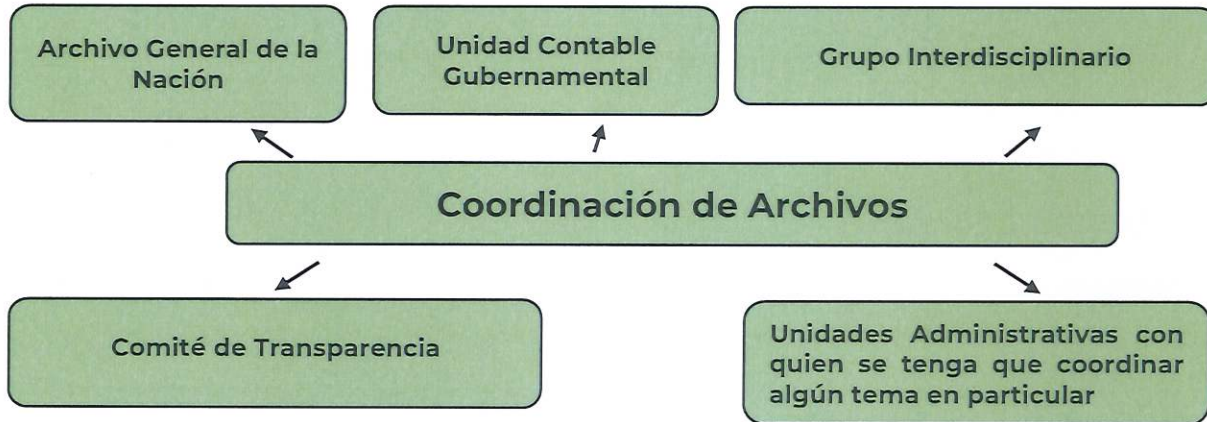 Archivo General de la
Nación
Unidad Contable
Gubernamental
Grupo Interdisciplinario
Coordinación de Archivos
Comité de Transparencia
Unidades Administrativas con
quien se tenga que coordinar
algún tema en particular